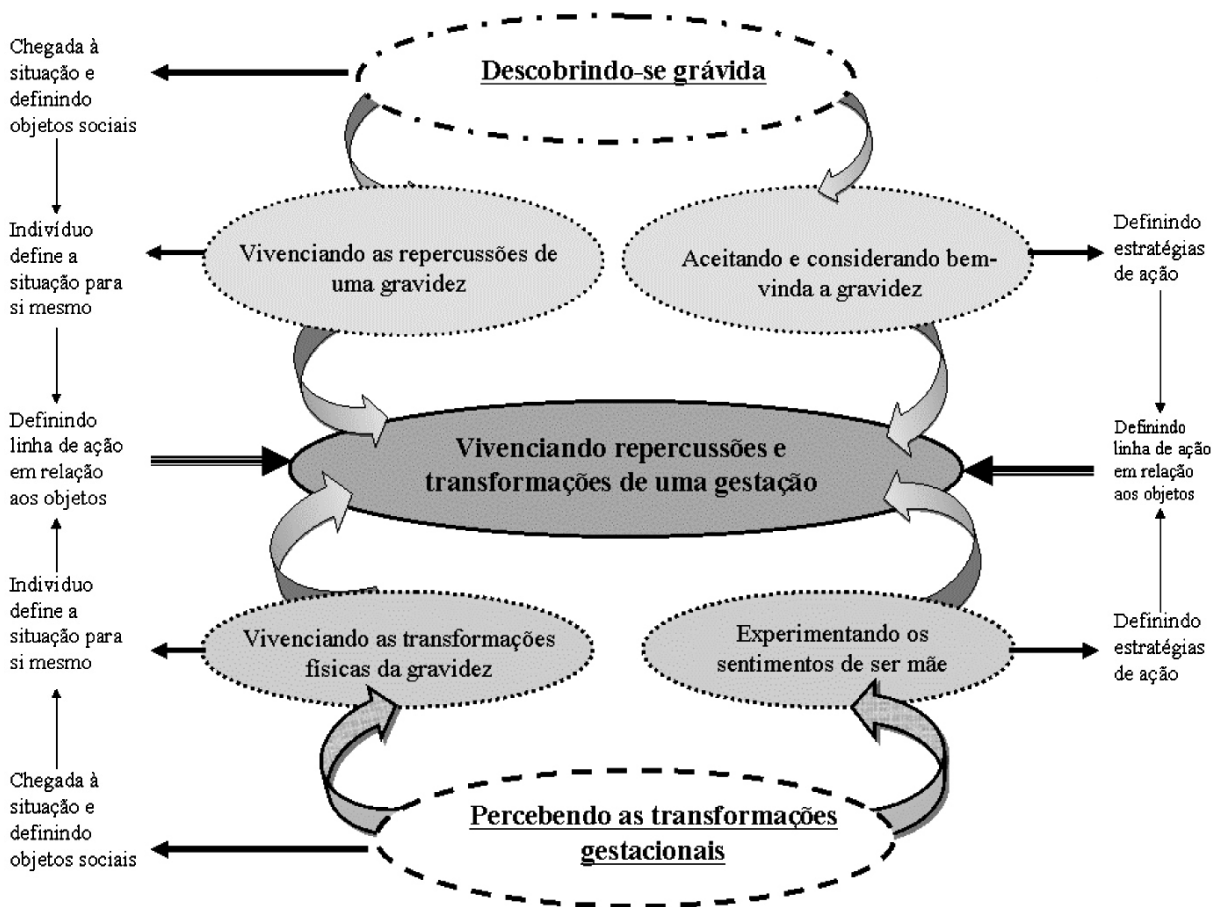 Chegada à
situação e
definindo
objetos sociais
Descobrindo-se grávida
Indivíduo
define a
situação para
si mesmo
Vivenciando as repercussões de
uma gravidez
Aceitando e considerando bem-
vinda a gravidez
Definindo
estratégias
de ação
Definindo
linha de ação
em relação
aos objetos
Vivenciando repercussões e
transformações de uma gestação
Definindo
linha de ação
em relação
aos objetos
Individuo
define a
situação para
si mesmo
Vivenciando as transformações
físicas da gravidez
Experimentando os
sentimentos de ser mãe
Definindo
estratégias
de ação
Chegada à
situação e
definindo
objetos sociais
Percebendo as transformações
gestacionais